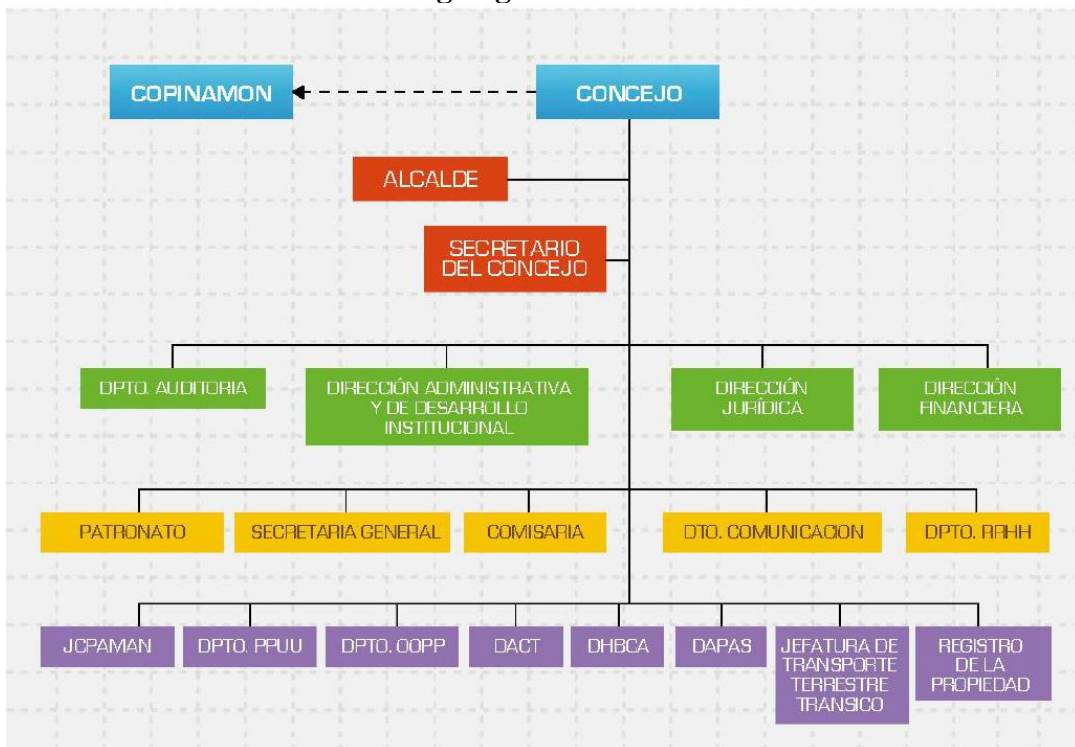 COPINAMON
CONCEJO
ALCALDE
SECRETARIO
DEL CONCEJO
DPTO. AUDITORIA
DIRECCIÓN ADMINISTRATIVA
Y DE DESARROLLO
INSTITUCIONAL
DIRECCIÓN
JURÍDICA
DIRECCIÓN
FINANCIERA
PATRONATO
SECRETARIA GENERAL
COMISARIA
DTO. COMUNICACION
DPTO. RRHH
JCPAMAN
DPTO. PPUU
DPTO. OOPP
DACT
DHBCA
DAPAS
JEFATURA DE
TRANSPORTE
TERRESTRE
TRANSICO
REGISTRO
DE LA
PROPIEDAD